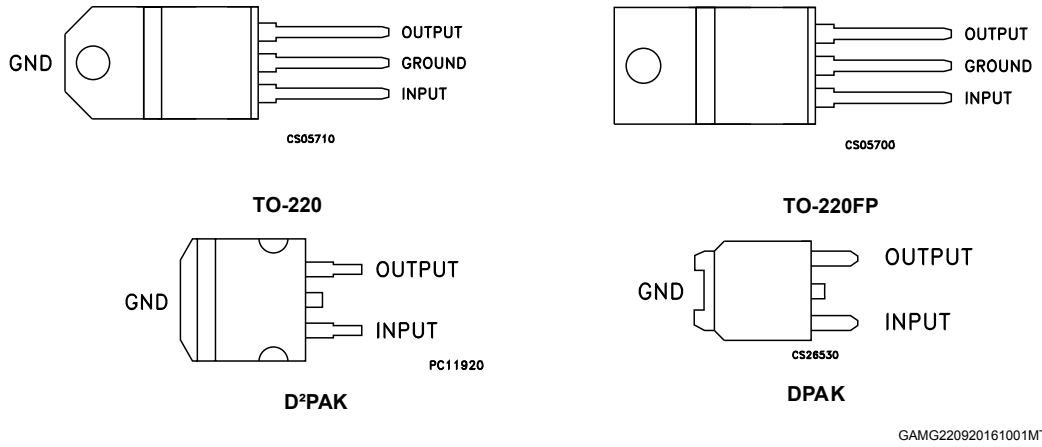 GND
OUTPUT
GROUND
INPUT
CS05710
TO-220
OUTPUT
GROUND
INPUT
CS05700
TO-220FP
GND
OUTPUT
INPUT
PC11920
D²PAK
GND
OUTPUT
INPUT
CS26530
DPAK
GAMG220920161001MT